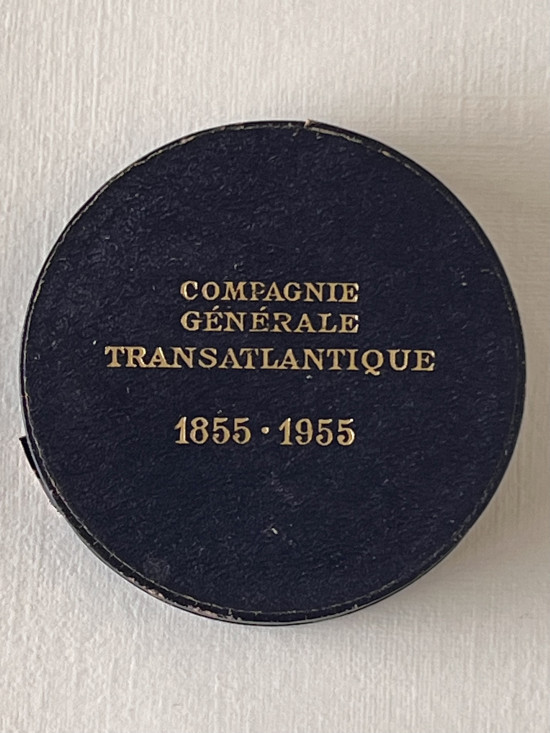 COMPAGNIE
GÉNÉRALE
TRANSATLANTIQUE
1855 · 1955